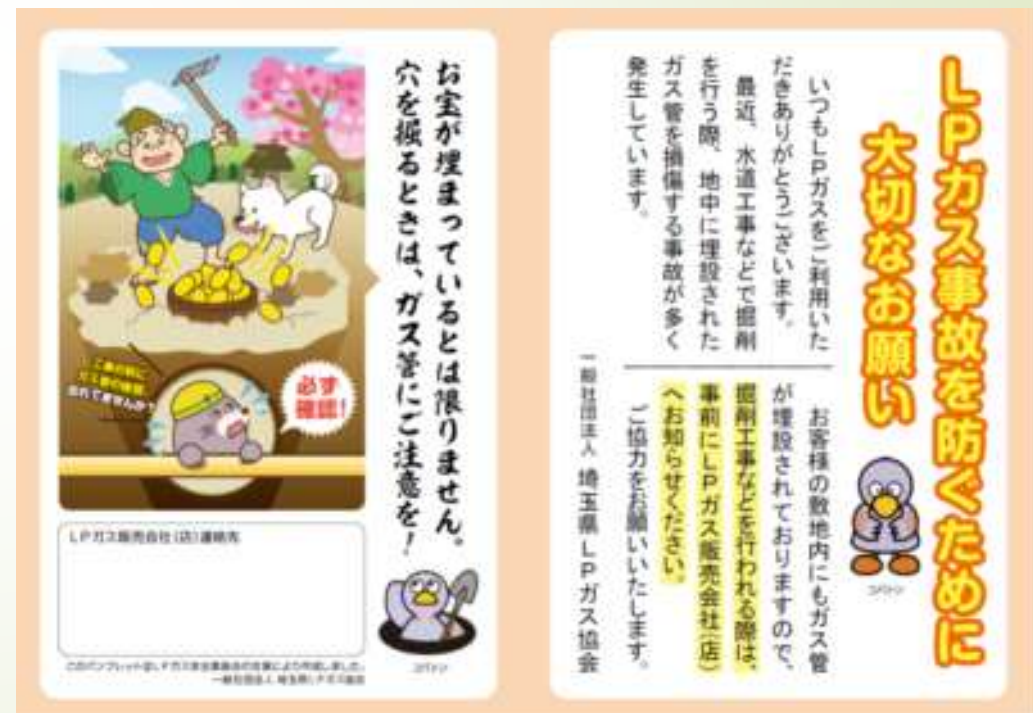 お宝が埋まっているとは限りません。
穴を掘るときは、ガス管にご注意を！
必ず
確認！
LPガス販売会社（店）連絡先
コバトン
LPガス事故を防ぐために
大切なお願い
いつもLPガスをご利用いた
だきありがとうございます。
最近、水道工事などで掘削
を行う際、地中に埋設された
ガス管を損傷する事故が多く
発生しています。
お客様の敷地内にもガス管
が埋設されておりますので、
掘削工事などを行われる際は、
事前にLPガス販売会社（店）
へお知らせください。
ご協力をお願いいたします。
一般社団法人 埼玉県LPガス協会
コバトン